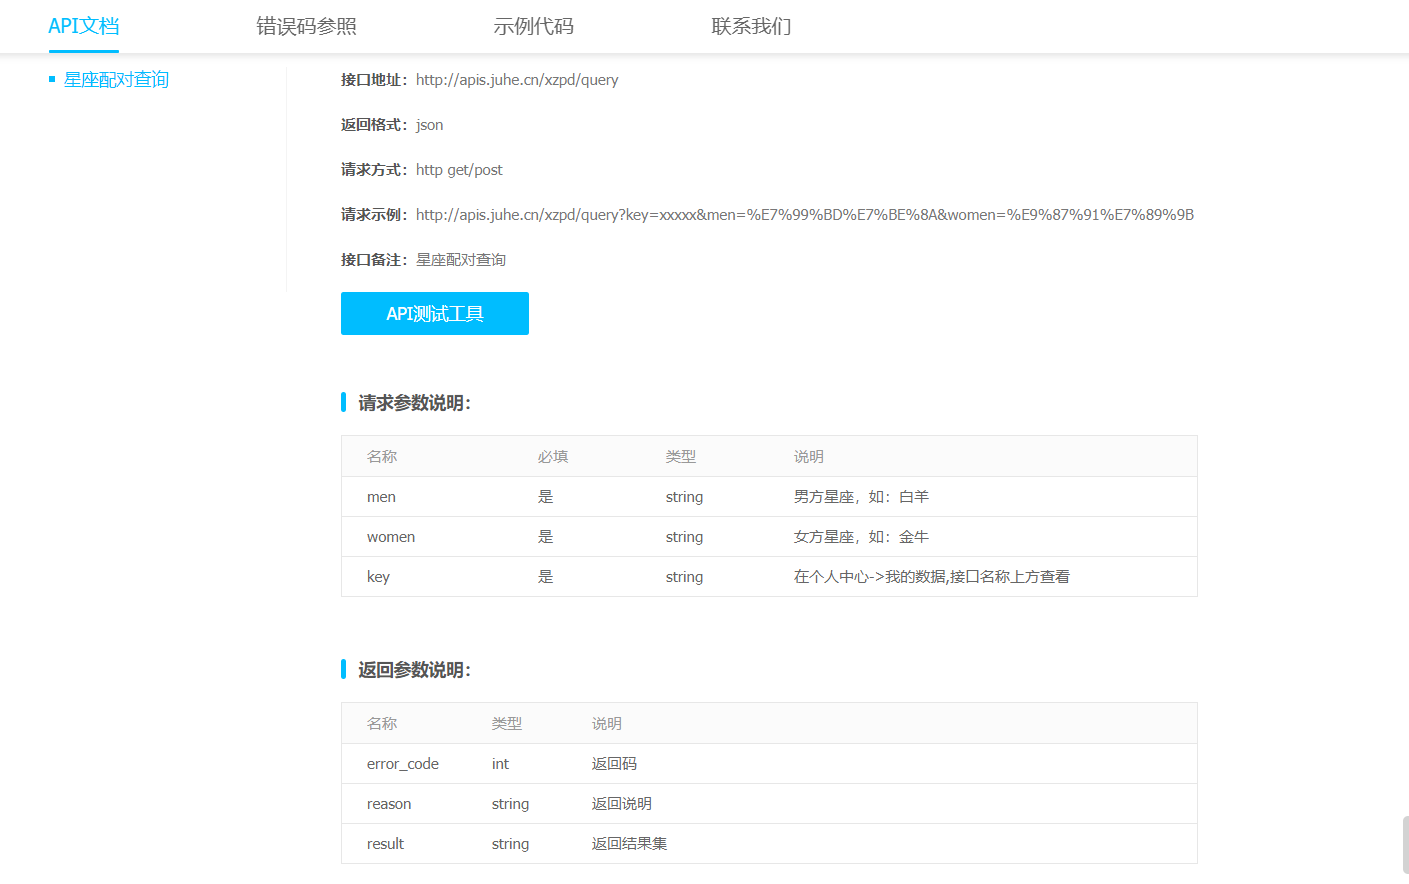 API文档 错误码参照 示例代码 联系我们
星座配对查询
接口地址：http://apis.juhe.cn/xzpd/query
返回格式：json
请求方式：http get/post
请求示例：http://apis.juhe.cn/xzpd/query?key=xxxxx&men=%E7%99%BD%E7%BE%8A&women=%E9%87%91%E7%89%9B
接口备注：星座配对查询
API测试工具
请求参数说明：
名称 必填 类型 说明
men 是 string 男方星座，如：白羊
women 是 string 女方星座，如：金牛
key 是 string 在个人中心->我的数据,接口名称上方查看
返回参数说明：
名称 类型 说明
error_code int 返回码
reason string 返回说明
result string 返回结果集